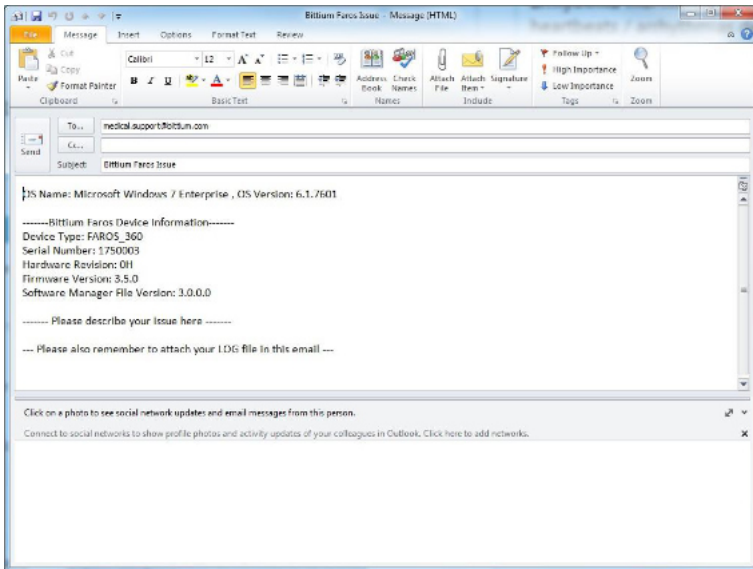 Bittium Faros Issue - Message (HTML)
File Message Insert Options Format Text Review
Cut
Copy
Format Painter
Paste
Calibri 12
B I U
Address Book
Check Names
Attach File
Attach Item
Signature
Follow Up
High Importance
Low Importance
Zoom
Clipboard Basic Text Names Include Tags Zoom
To... medical.support@bittium.com
Cc...
Send
Subject: Bittium Faros Issue
OS Name: Microsoft Windows 7 Enterprise , OS Version: 6.1.7601
-------Bittium Faros Device Information-------
Device Type: FAROS_360
Serial Number: 1750003
Hardware Revision: 0H
Firmware Version: 3.5.0
Software Manager File Version: 3.0.0.0
------- Please describe your issue here -------
--- Please also remember to attach your LOG file in this email ---
Click on a photo to see social network updates and email messages from this person.
Connect to social networks to show profile photos and activity updates of your colleagues in Outlook. Click here to add networks.